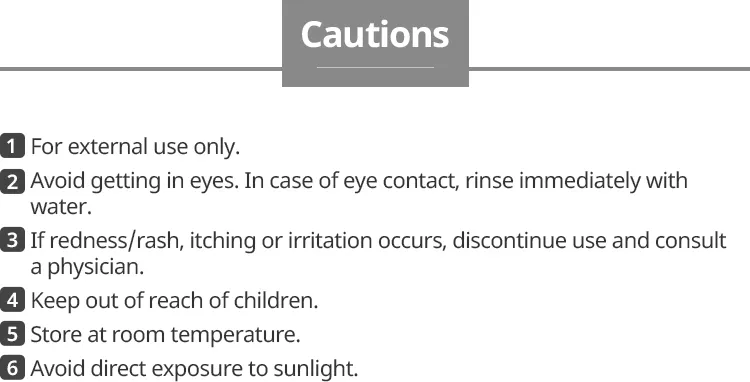 Cautions
1 For external use only.
2 Avoid getting in eyes. In case of eye contact, rinse immediately with
water.
3 If redness/rash, itching or irritation occurs, discontinue use and consult
a physician.
4 Keep out of reach of children.
5 Store at room temperature.
6 Avoid direct exposure to sunlight.